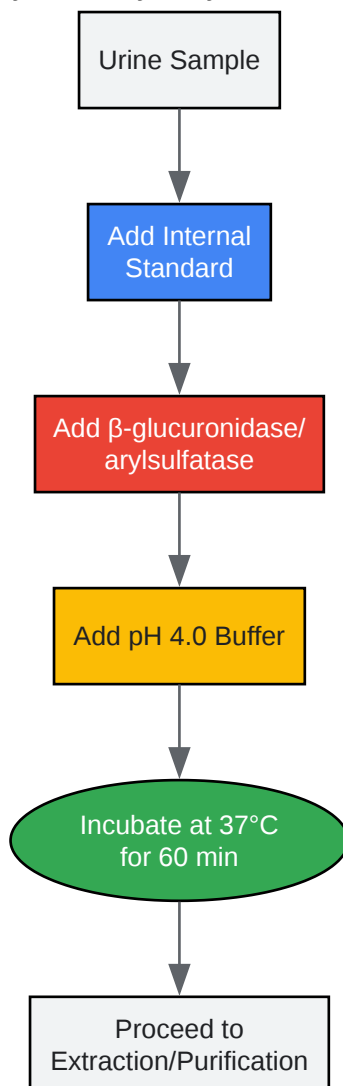 Urine Sample
Add Internal
Standard
Add β-glucuronidase/
arylsulfatase
Add pH 4.0 Buffer
Incubate at 37°C
for 60 min
Proceed to
Extraction/Purification